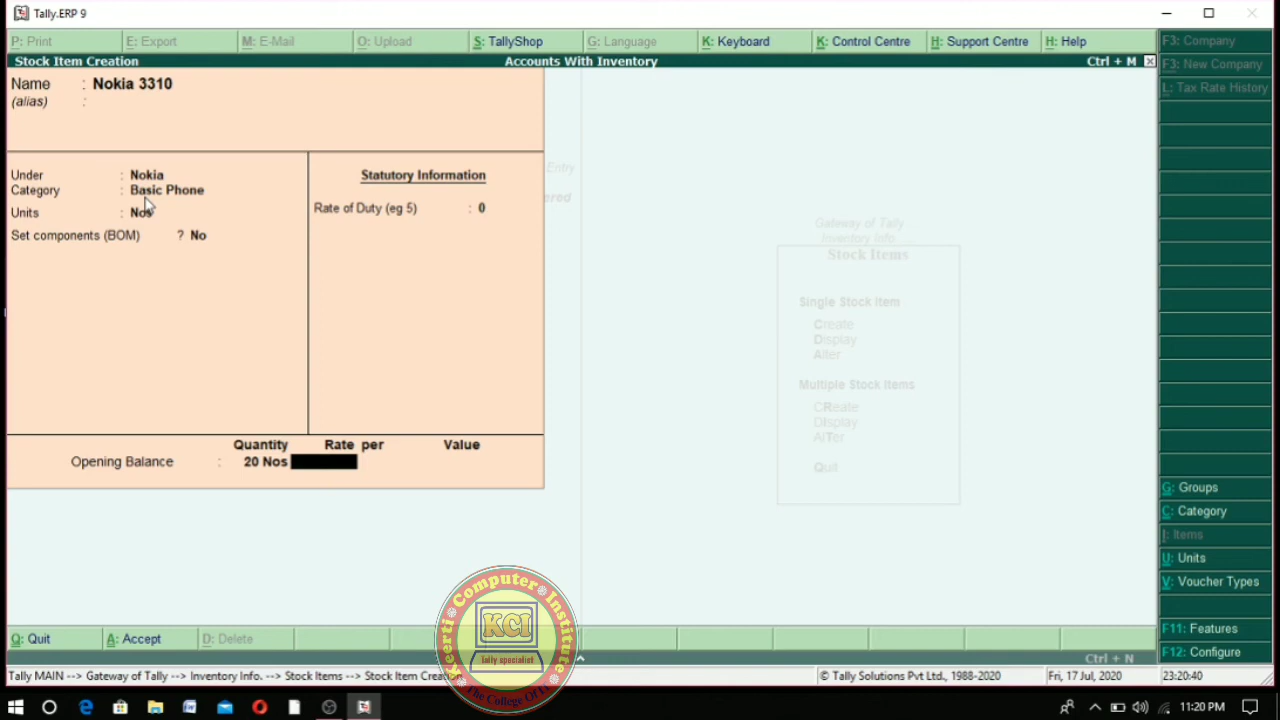 Tally.ERP 9
P: Print E: Export M: E-Mail O: Upload S: TallyShop G: Language K: Keyboard K: Control Centre H: Support Centre H: Help
F3: Company
Stock Item Creation Accounts With Inventory Ctrl + M
F3: New Company
L: Tax Rate History
Name : Nokia 3310
(alias) :
Entry
Under : Nokia
Category : Basic Phone
Units : Nos
Set components (BOM) ? No
Statutory Information
Rate of Duty (eg 5) : 0
Gateway of Tally
Inventory Info.....
Stock Items
Single Stock Item
Create
Display
Alter
Multiple Stock Items
CReate
DIsplay
AlTer
Quit
Quantity Rate per Value
Opening Balance : 20 Nos
G: Groups
C: Category
I: Items
U: Units
V: Voucher Types
F11: Features
F12: Configure
Q: Quit A: Accept D: Delete
Ctrl + N
Keerti Computer Institute
KCI
Tally specialist
Tally MAIN --> Gateway of Tally --> Inventory Info. --> Stock Items --> Stock Item Creation
© Tally Solutions Pvt Ltd., 1988-2020 Fri, 17 Jul, 2020 23:20:40
11:20 PM